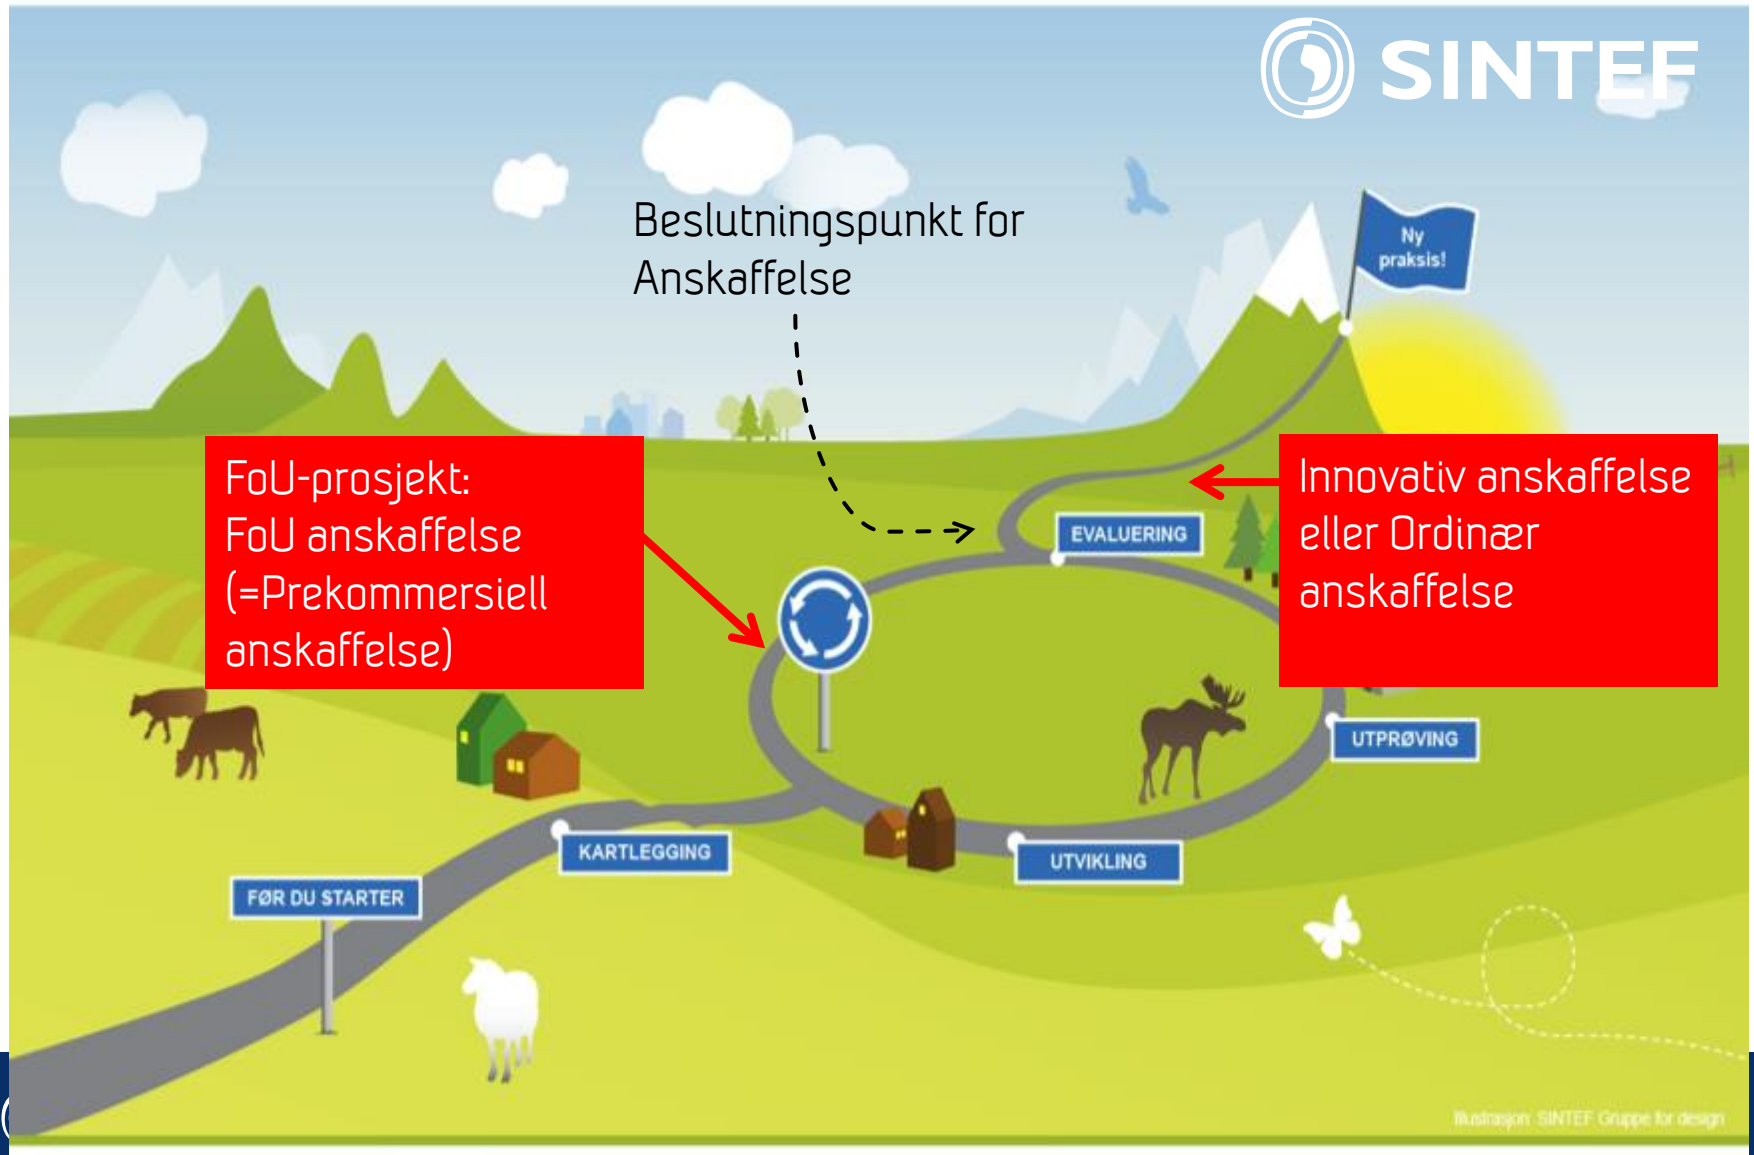 SINTEF
Beslutningspunkt for
Anskaffelse
Ny
praksis!
FoU-prosjekt:
FoU anskaffelse
(=Prekommersiell
anskaffelse)
Innovativ anskaffelse
eller Ordinær
anskaffelse
EVALUERING
UTPRØVING
KARTLEGGING
UTVIKLING
FØR DU STARTER
Illustrasjon: SINTEF Gruppe for design